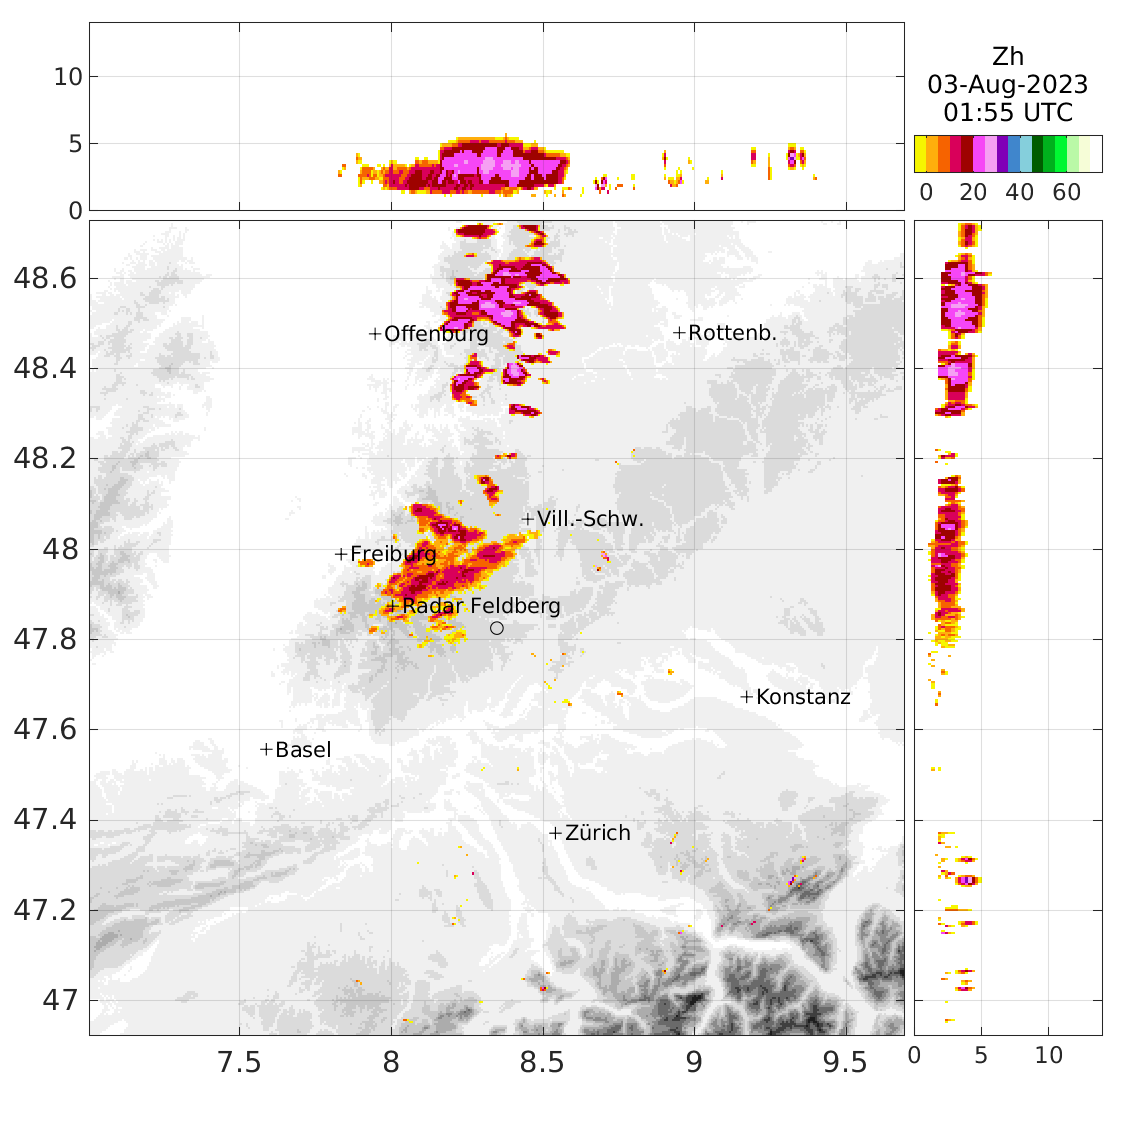 10
5
0
Zh
03-Aug-2023
01:55 UTC
0 20 40 60
48.6
48.4
48.2
48
47.8
47.6
47.4
47.2
47
+Offenburg
+Rottenb.
+Vill.-Schw.
+Freiburg
+Radar Feldberg
+Konstanz
+Basel
+Zürich
7.5 8 8.5 9 9.5
0 5 10